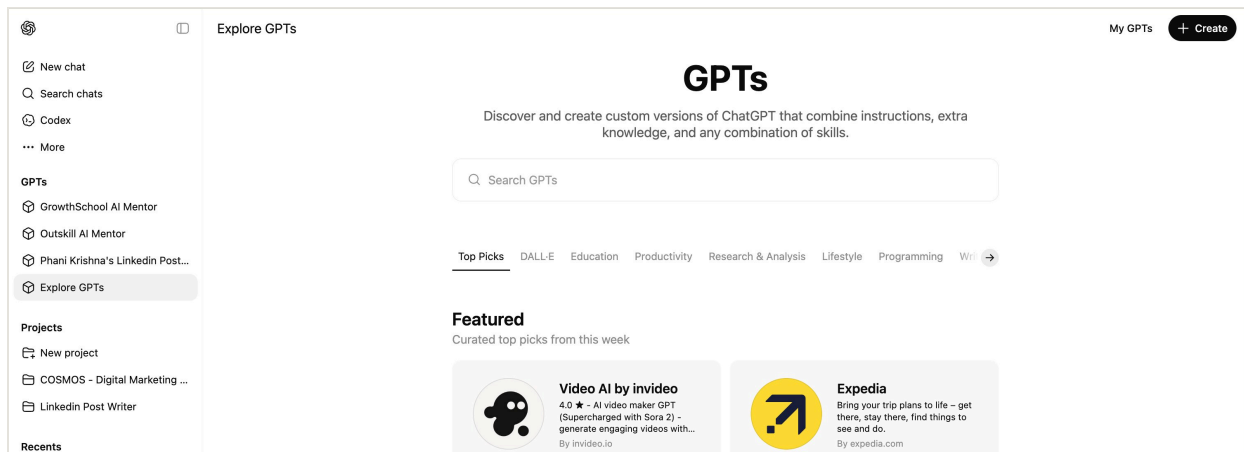 Explore GPTs
My GPTs
+ Create
New chat
Search chats
Codex
More
GPTs
GrowthSchool AI Mentor
Outskill AI Mentor
Phani Krishna's Linkedin Post...
Explore GPTs
Projects
New project
COSMOS - Digital Marketing ...
Linkedin Post Writer
Recents
GPTs
Discover and create custom versions of ChatGPT that combine instructions, extra
knowledge, and any combination of skills.
Search GPTs
Top Picks DALL·E Education Productivity Research & Analysis Lifestyle Programming Wri
Featured
Curated top picks from this week
Video AI by invideo
4.0 ★ - AI video maker GPT
(Supercharged with Sora 2) -
generate engaging videos with...
By invideo.io
Expedia
Bring your trip plans to life – get
there, stay there, find things to
see and do.
By expedia.com